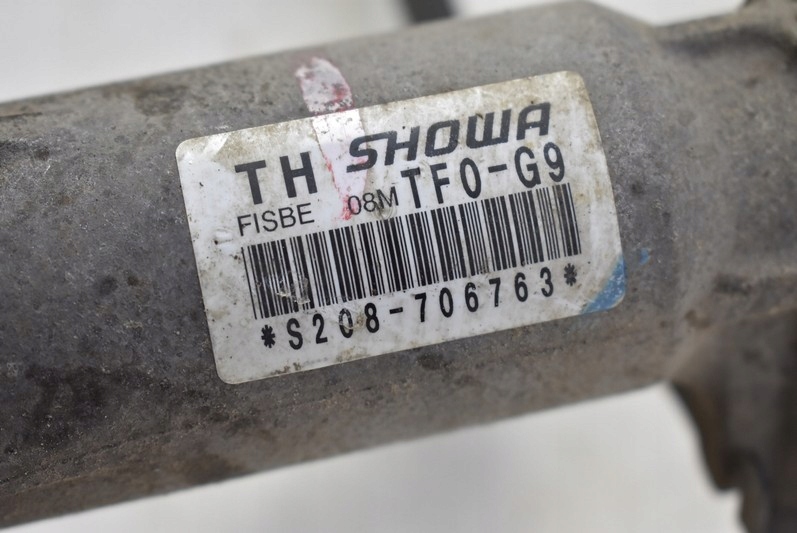 TH SHOWA
FISBE 08M TF0-G9
*S208-706763*